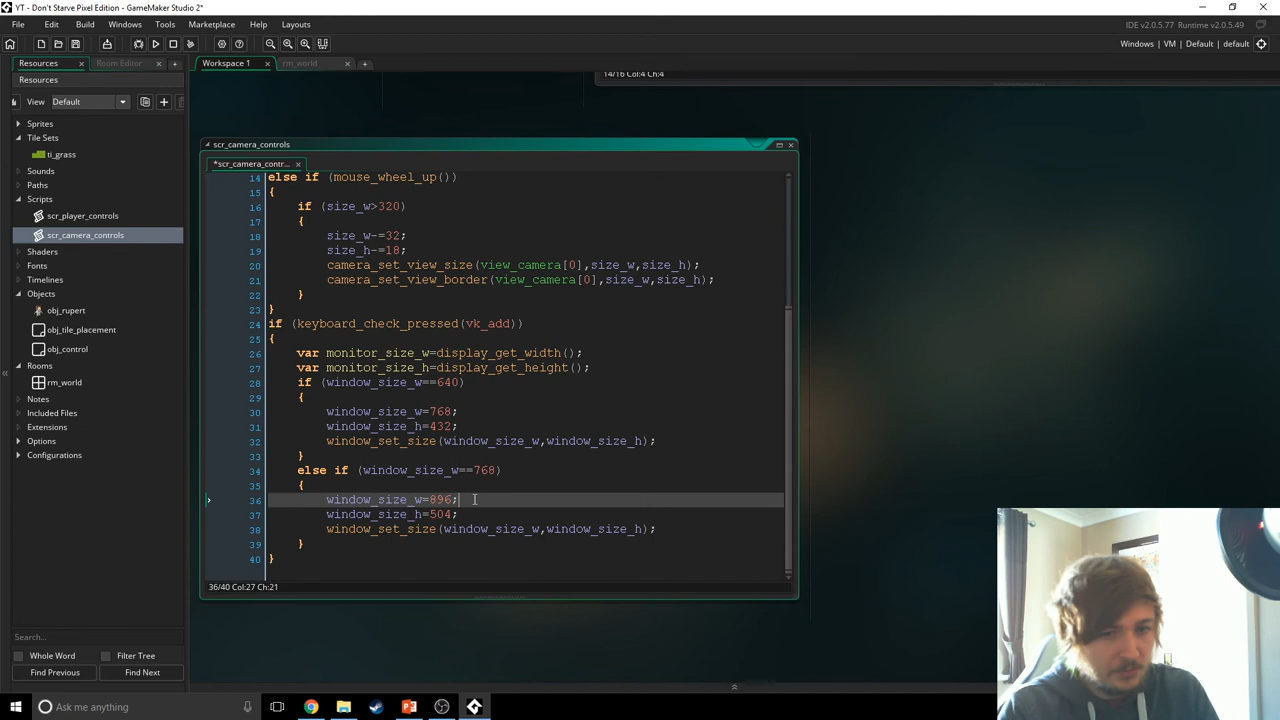 YT - Don't Starve Pixel Edition - GameMaker Studio 2*
File Edit Build Windows Tools Marketplace Help Layouts
IDE v2.0.5.77 Runtime v2.0.5.49
Windows | VM | Default | default
Resources Room Editor Workspace 1 rm_world
Resources
14/16 Col:4 Ch:4
View Default
Sprites
Tile Sets
ti_grass
Sounds
Paths
Scripts
scr_player_controls
scr_camera_controls
Shaders
Fonts
Timelines
Objects
obj_rupert
obj_tile_placement
obj_control
Rooms
rm_world
Notes
Included Files
Extensions
Options
Configurations
Search...
Whole Word Filter Tree
Find Previous Find Next
scr_camera_controls
*scr_camera_contr...
14 else if (mouse_wheel_up())
15 {
16 if (size_w>320)
17 {
18 size_w-=32;
19 size_h-=18;
20 camera_set_view_size(view_camera[0],size_w,size_h);
21 camera_set_view_border(view_camera[0],size_w,size_h);
22 }
23 }
24 if (keyboard_check_pressed(vk_add))
25 {
26 var monitor_size_w=display_get_width();
27 var monitor_size_h=display_get_height();
28 if (window_size_w==640)
29 {
30 window_size_w=768;
31 window_size_h=432;
32 window_set_size(window_size_w,window_size_h);
33 }
34 else if (window_size_w==768)
35 {
36 window_size_w=896;
37 window_size_h=504;
38 window_set_size(window_size_w,window_size_h);
39 }
40 }
36/40 Col:27 Ch:21
Ask me anything